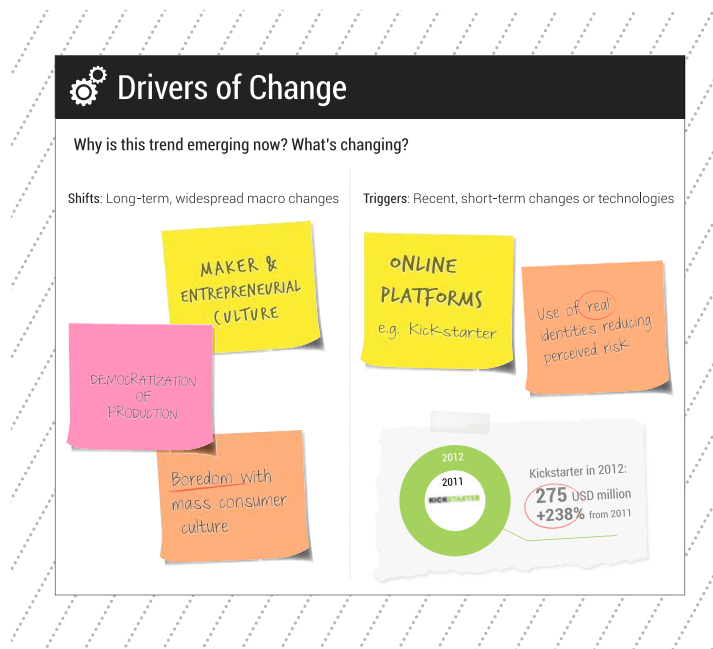 Drivers of Change
Why is this trend emerging now? What's changing?
Shifts: Long-term, widespread macro changes
MAKER &
ENTREPRENEURIAL
CULTURE
DEMOCRATIZATION
OF
PRODUCTION
Boredom with
mass consumer
culture
Triggers: Recent, short-term changes or technologies
ONLINE
PLATFORMS
e.g. Kickstarter
Use of 'real'
identities reducing
perceived risk
2012
2011
KICKSTARTER
Kickstarter in 2012:
275 USD million
+238% from 2011